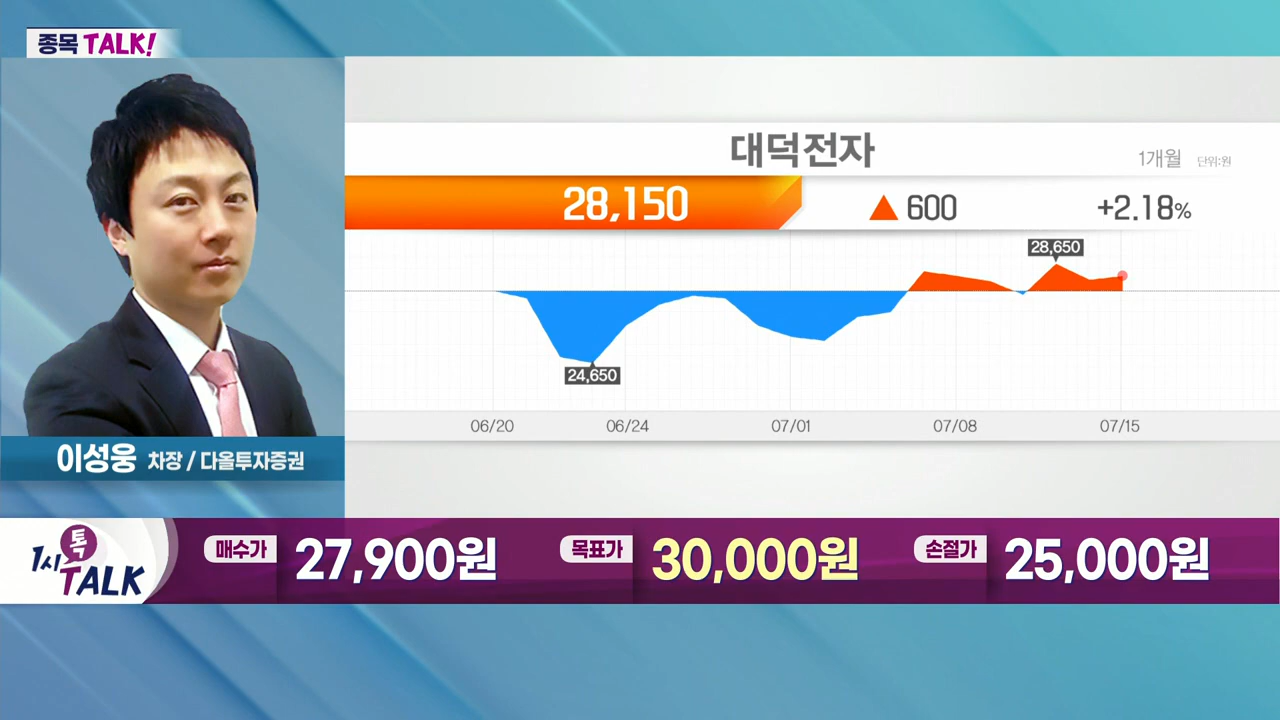 종목 TALK!
대덕전자
1개월 단위:원
28,150 ▲ 600 +2.18%
28,650
24,650
06/20 06/24 07/01 07/08 07/15
이성웅 차장 / 다올투자증권
1시 톡 TALK
매수가 27,900원 목표가 30,000원 손절가 25,000원